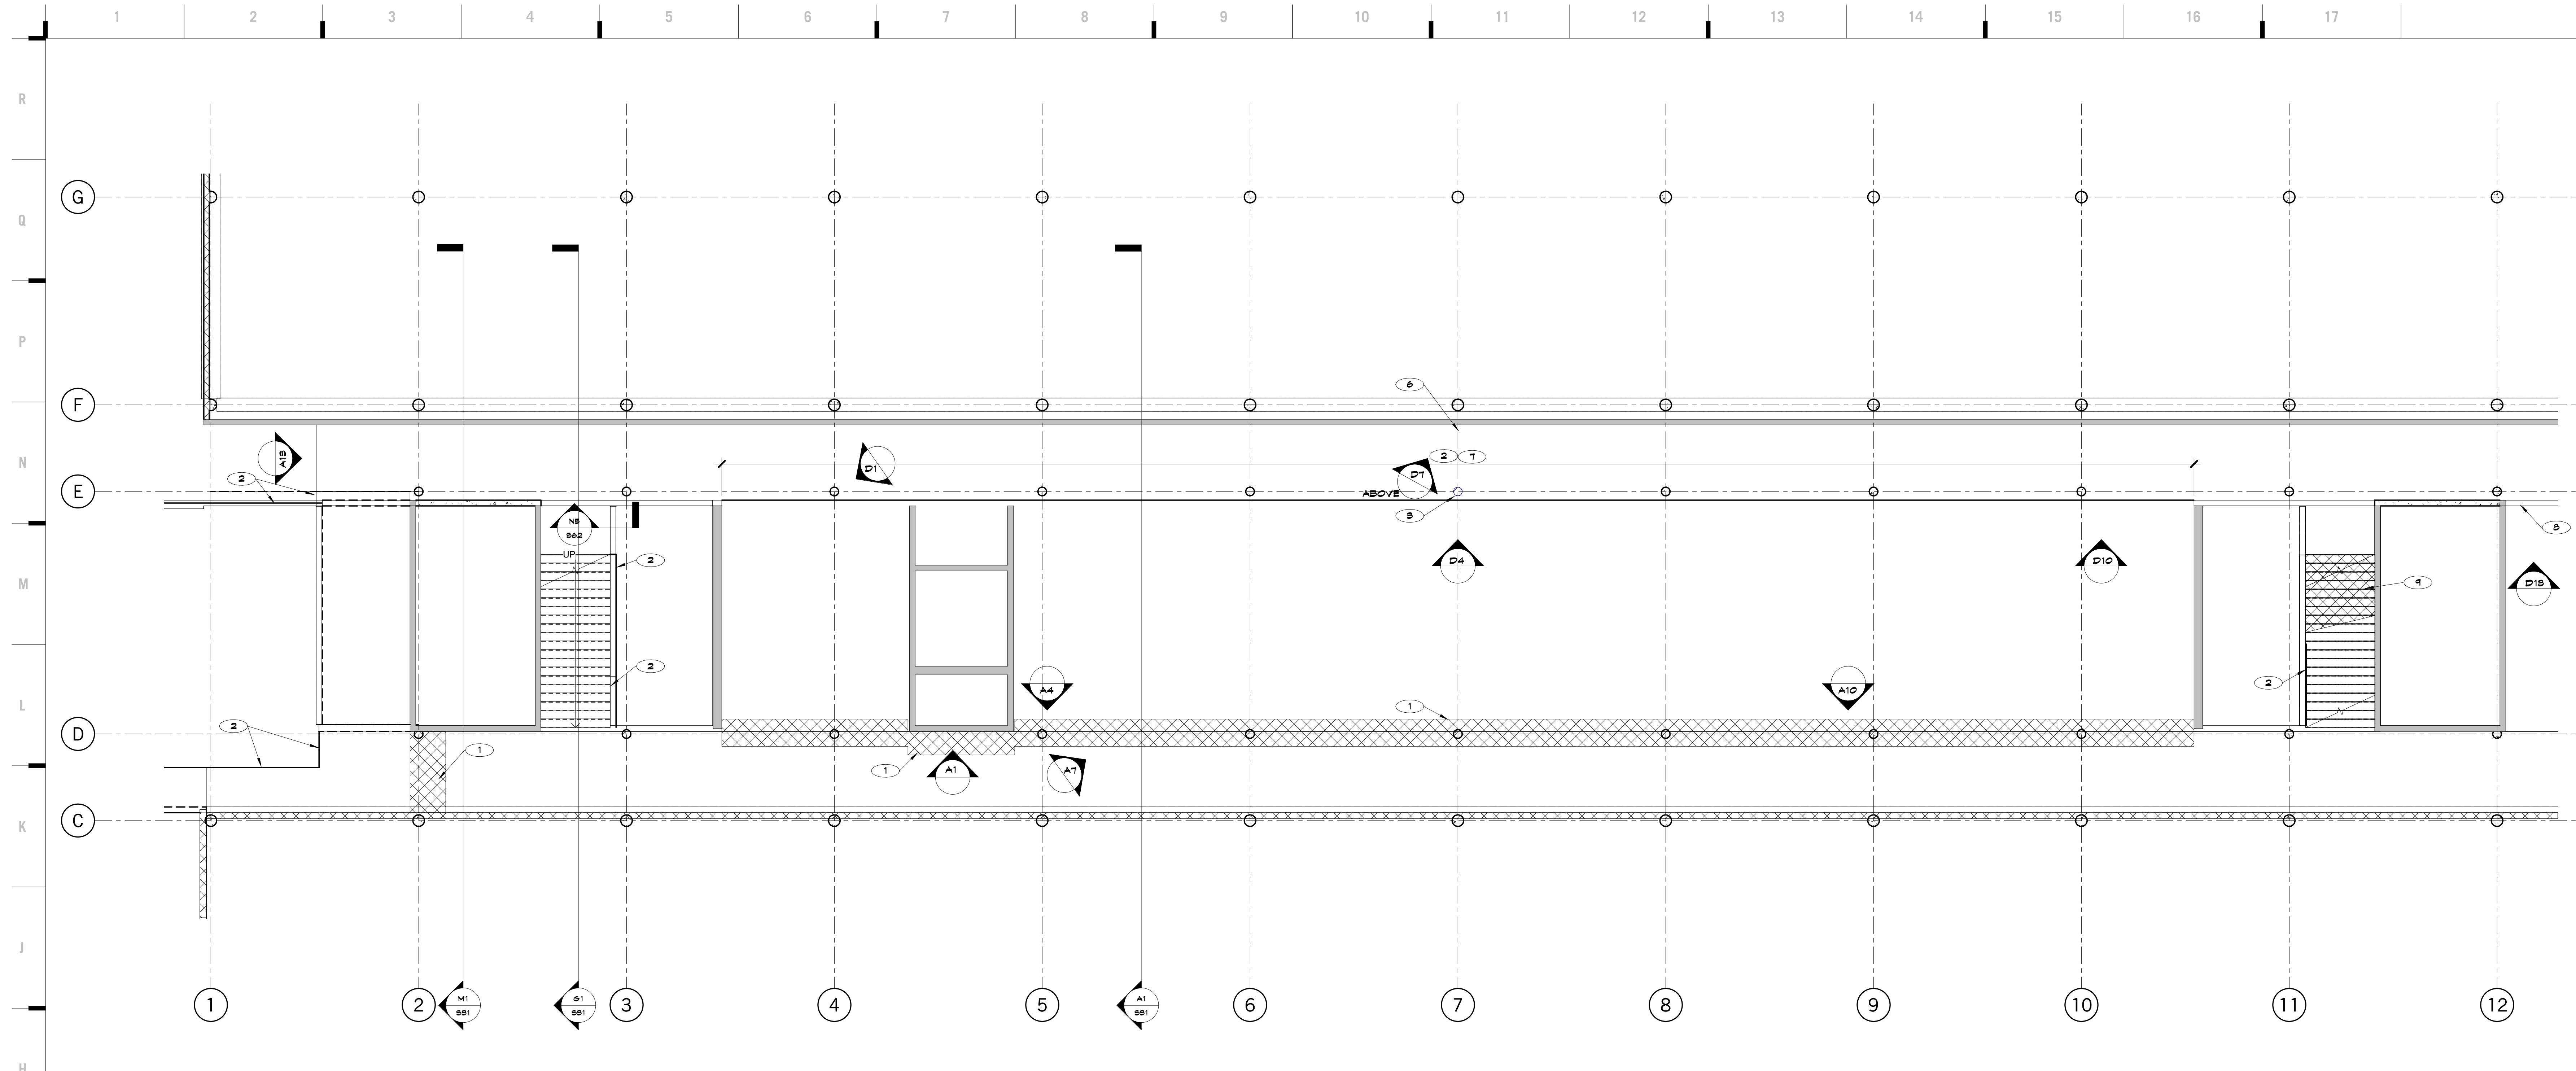 1 2 3 4 5 6 7 8 9 10 11 12 13 14 15 16 17
R
G
Q
P
6
F
N
A13
D1
2 7
D7
2
E
ABOVE
3
8
N5
S62
UP
2
D4
D10
9
D13
M
2
A4
A10
2
L
1
2
D
1
1
A1
A7
C
K
J
1 2 M1 G1 3 4 5 A1 6 7 8 9 10 11 12
S51 S51 S51
H